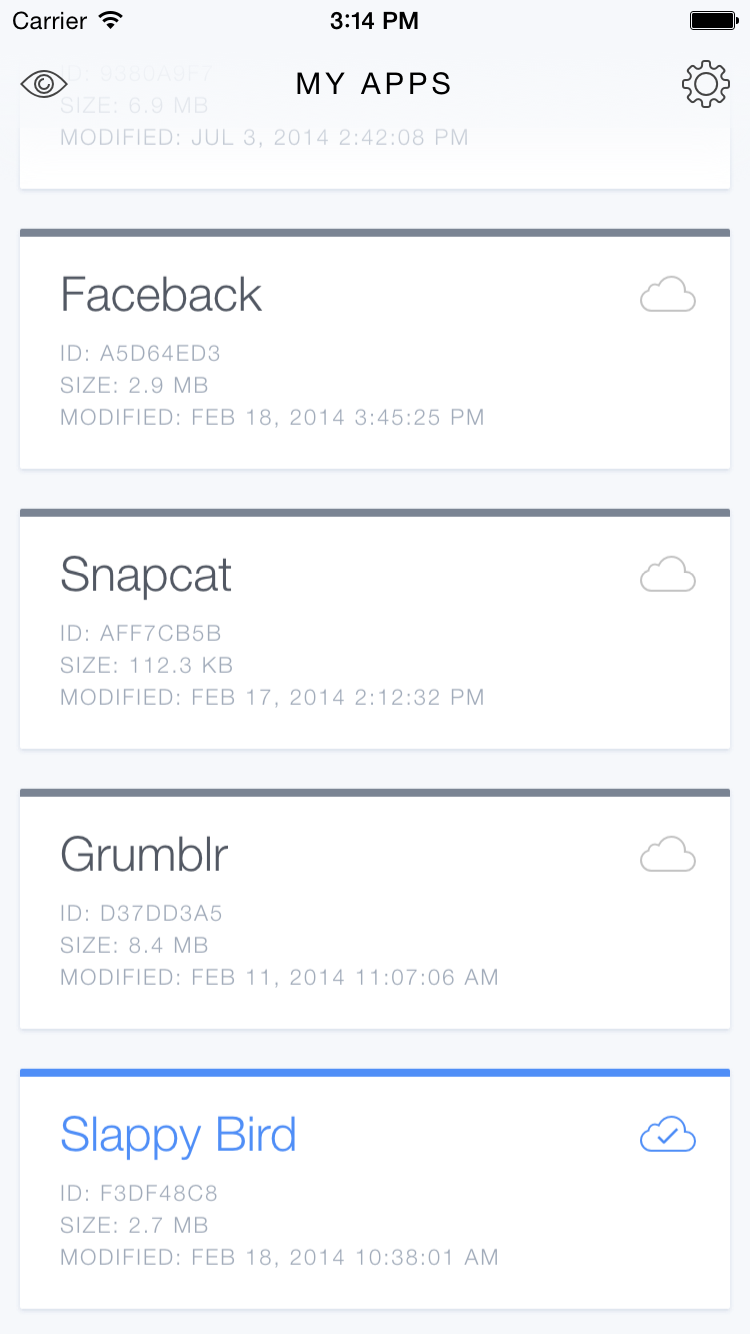 Carrier 3:14 PM
MY APPS
ID: 9380A9F7
SIZE: 6.9 MB
MODIFIED: JUL 3, 2014 2:42:08 PM
Faceback
ID: A5D64ED3
SIZE: 2.9 MB
MODIFIED: FEB 18, 2014 3:45:25 PM
Snapcat
ID: AFF7CB5B
SIZE: 112.3 KB
MODIFIED: FEB 17, 2014 2:12:32 PM
Grumblr
ID: D37DD3A5
SIZE: 8.4 MB
MODIFIED: FEB 11, 2014 11:07:06 AM
Slappy Bird
ID: F3DF48C8
SIZE: 2.7 MB
MODIFIED: FEB 18, 2014 10:38:01 AM